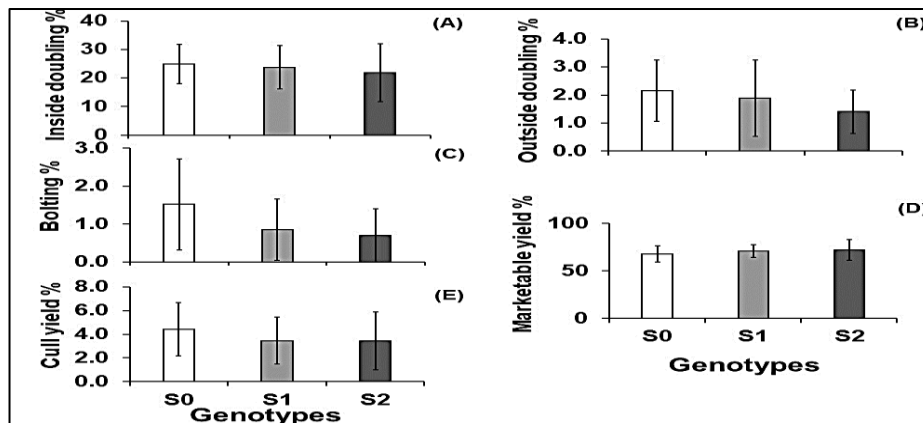 (A)
Inside doubling %
40
30
20
10
0
(B)
Outside doubling %
4.0
3.0
2.0
1.0
0.0
(C)
Bolting %
3.0
2.0
1.0
0.0
(D)
Marketable yield %
100
50
0
S0 S1 S2
Genotypes
(E)
Cull yield %
8.0
6.0
4.0
2.0
0.0
S0 S1 S2
Genotypes